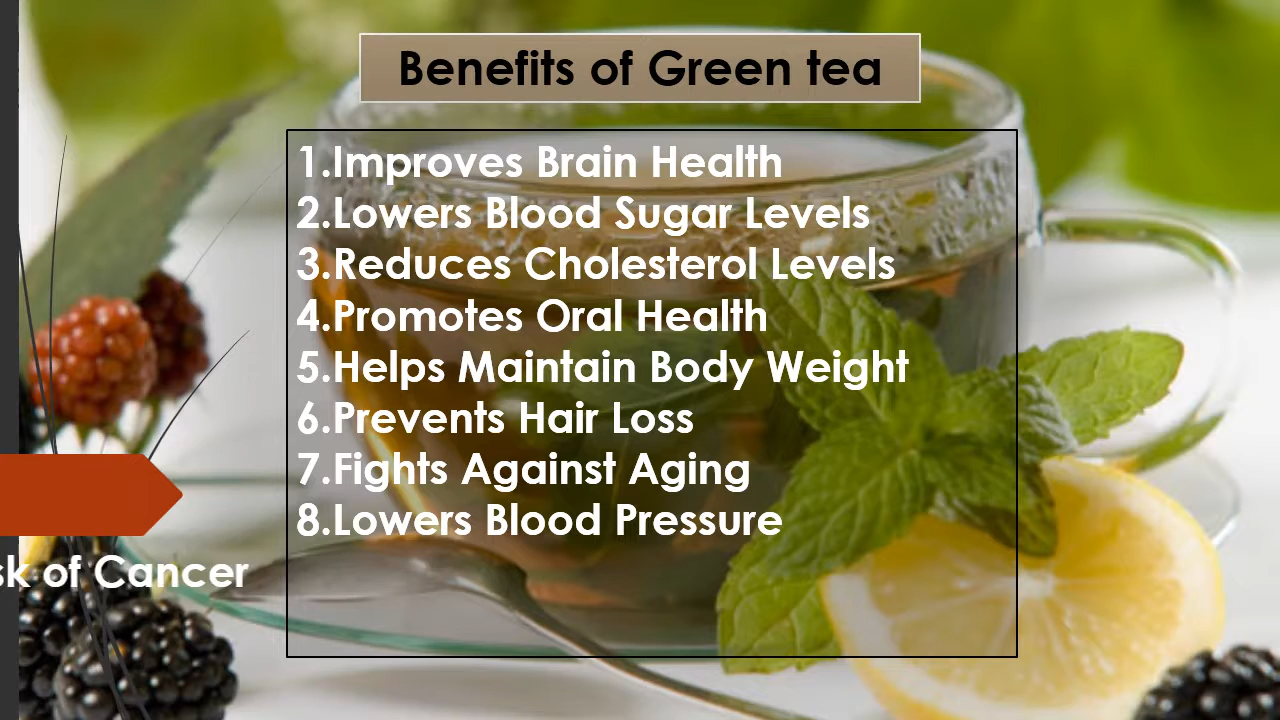 Benefits of Green tea
1.Improves Brain Health
2.Lowers Blood Sugar Levels
3.Reduces Cholesterol Levels
4.Promotes Oral Health
5.Helps Maintain Body Weight
6.Prevents Hair Loss
7.Fights Against Aging
8.Lowers Blood Pressure
of Cancer